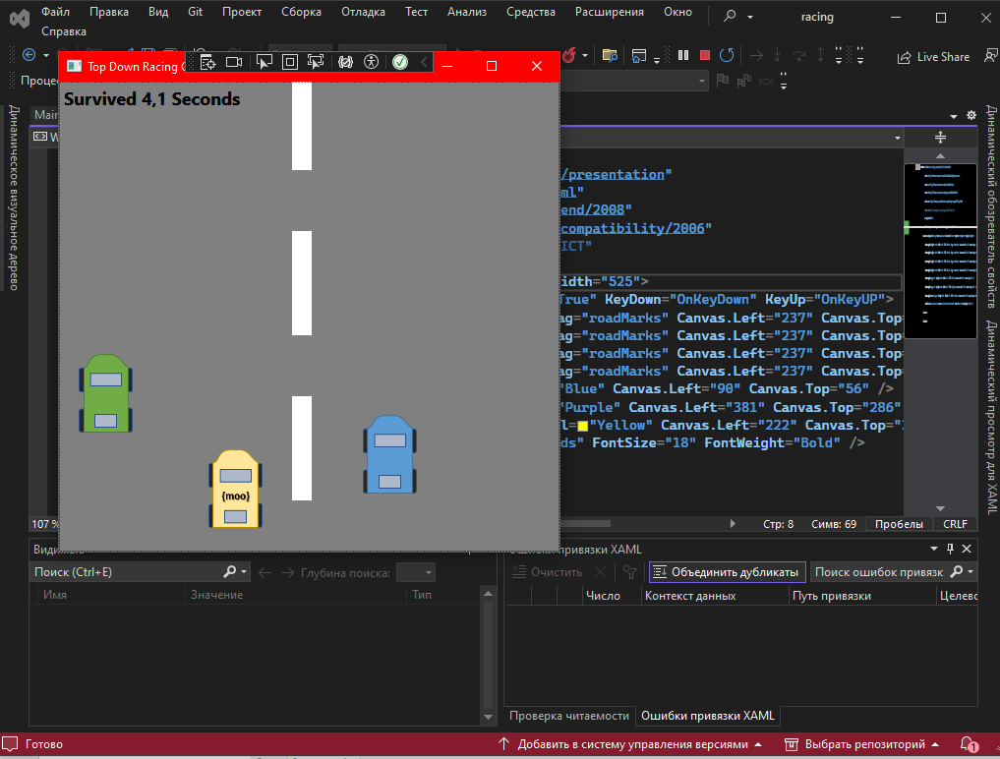 Файл Правка Вид Git Проект Сборка Отладка Тест Анализ Средства Расширения Окно racing
Справка
Live Share
Проце
Top Down Racing
Survived 4,1 Seconds
{moo}
Main
W
/presentation"
ml"
end/2008"
compatibility/2006"
ICT"
idth="525">
True" KeyDown="OnKeyDown" KeyUp="OnKeyUP">
ag="roadMarks" Canvas.Left="237" Canvas.Top=
ag="roadMarks" Canvas.Left="237" Canvas.Top=
ag="roadMarks" Canvas.Left="237" Canvas.Top=
ag="roadMarks" Canvas.Left="237" Canvas.Top=
"Blue" Canvas.Left="90" Canvas.Top="56" />
"Purple" Canvas.Left="381" Canvas.Top="286"
l="Yellow" Canvas.Left="222" Canvas.Top="
ds" FontSize="18" FontWeight="Bold" />
Динамическое визуальное дерево
Динамический обозреватель свойств
Динамический просмотр для XAML
107 % Стр: 8 Симв: 69 Пробелы CRLF
Види
Поиск (Ctrl+E) Глубина поиска:
Имя Значение Тип
Ошибки привязки XAML
Очистить Объединить дубликаты Поиск ошибок привязк
Число Контекст данных Путь привязки Целево
Проверка читаемости Ошибки привязки XAML
Готово Добавить в систему управления версиями Выбрать репозиторий 1